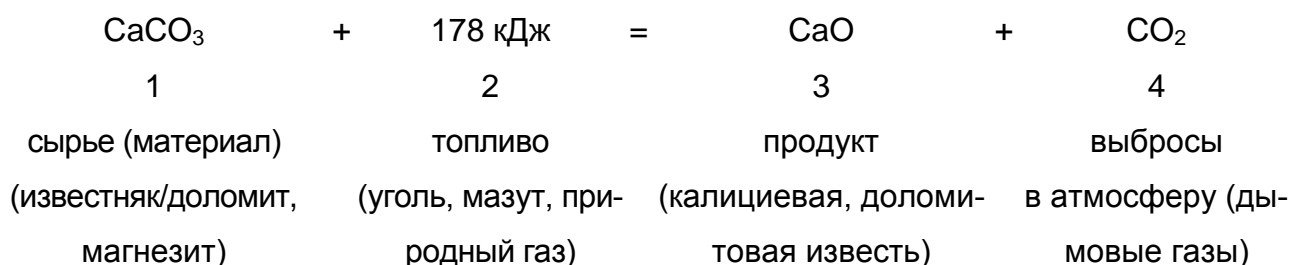 CaCO₃ + 178 кДж = CaO + CO₂
1 2 3 4
сырье (материал) топливо продукт выбросы
(известняк/доломит, (уголь, мазут, при- (калициевая, доломи- в атмосферу (ды-
магнезит) родный газ) товая известь) мовые газы)